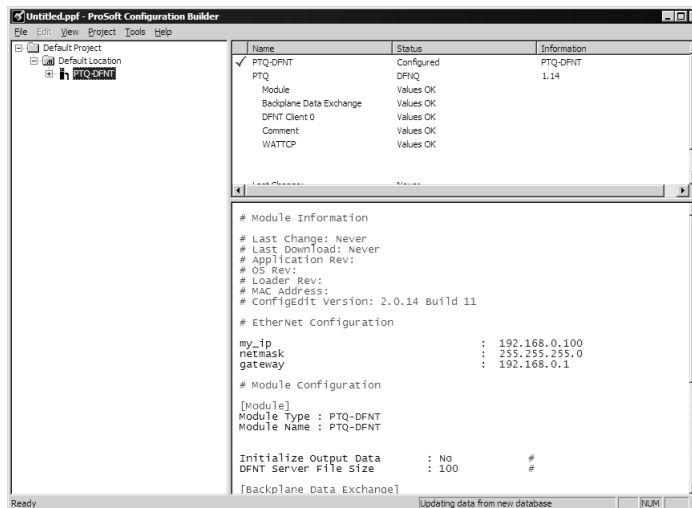 Untitled.ppf - ProSoft Configuration Builder
File Edit View Project Tools Help
Default Project
Default Location
PTQ-DFNT
Name Status Information
PTQ-DFNT Configured PTQ-DFNT
PTQ DFNQ 1.14
Module Values OK
Backplane Data Exchange Values OK
DFNT Client 0 Values OK
Comment Values OK
WATTCP Values OK
Last Change: Never
# Module Information
# Last Change: Never
# Last Download: Never
# Application Rev:
# OS Rev:
# Loader Rev:
# MAC Address:
# ConfigEdit Version: 2.0.14 Build 11
# EtherNet Configuration
my_ip : 192.168.0.100
netmask : 255.255.255.0
gateway : 192.168.0.1
# Module Configuration
[Module]
Module Type : PTQ-DFNT
Module Name : PTQ-DFNT
Initialize Output Data : No #
DFNT Server File Size : 100 #
[Backplane Data Exchange]
Ready Updating data from new database NUM